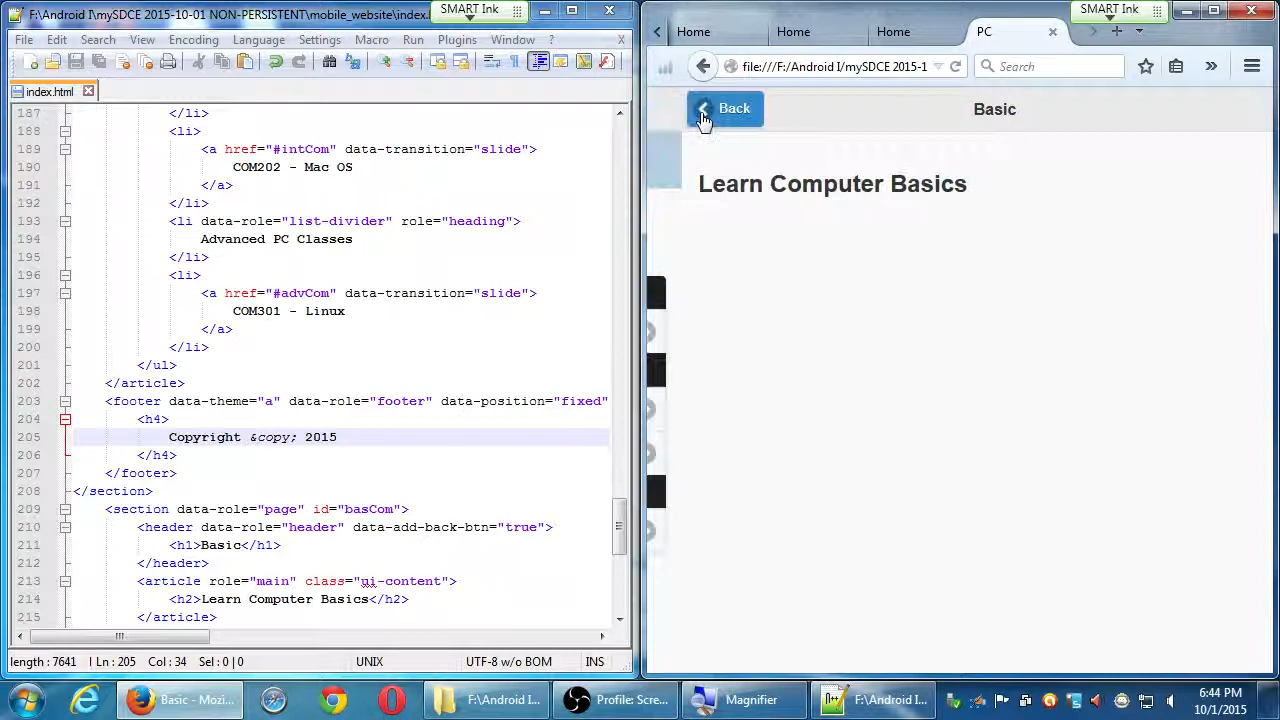 F:\Android I\mySDCE 2015-10-01 NON-PERSISTENT\mobile_website\index.h
SMART Ink
File Edit Search View Encoding Language Settings Macro Run Plugins Window ? X
index.html
187 </li>
188 <li>
189 <a href="#intCom" data-transition="slide">
190 COM202 - Mac OS
191 </a>
192 </li>
193 <li data-role="list-divider" role="heading">
194 Advanced PC Classes
195 </li>
196 <li>
197 <a href="#advCom" data-transition="slide">
198 COM301 - Linux
199 </a>
200 </li>
201 </ul>
202 </article>
203 <footer data-theme="a" data-role="footer" data-position="fixed"
204 <h4>
205 Copyright &copy; 2015
206 </h4>
207 </footer>
208 </section>
209 <section data-role="page" id="basCom">
210 <header data-role="header" data-add-back-btn="true">
211 <h1>Basic</h1>
212 </header>
213 <article role="main" class="ui-content">
214 <h2>Learn Computer Basics</h2>
215 </article>
length : 7641 Ln : 205 Col : 34 Sel : 0 | 0 UNIX UTF-8 w/o BOM INS
SMART Ink
Home Home Home PC
file:///F:/Android I/mySDCE 2015-1 Search
Back Basic
Learn Computer Basics
Basic - Mozi... F:\Android I... Profile: Scre... Magnifier F:\Android I...
6:44 PM
10/1/2015